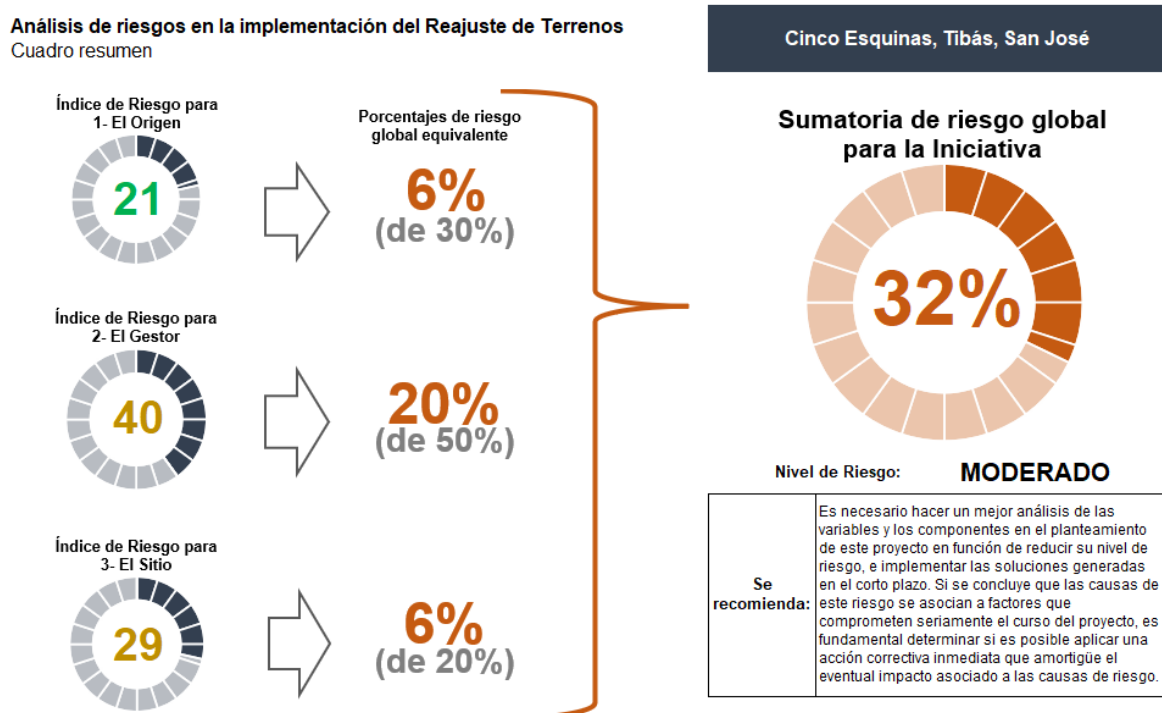 Análisis de riesgos en la implementación del Reajuste de Terrenos
Cuadro resumen
Cinco Esquinas, Tibás, San José
Índice de Riesgo para
1- El Origen
21
Porcentajes de riesgo
global equivalente
6%
(de 30%)
Índice de Riesgo para
2- El Gestor
40
20%
(de 50%)
Índice de Riesgo para
3- El Sitio
29
6%
(de 20%)
Sumatoria de riesgo global
para la Iniciativa
32%
Nivel de Riesgo: MODERADO
Se
recomienda:
Es necesario hacer un mejor análisis de las
variables y los componentes en el planteamiento
de este proyecto en función de reducir su nivel de
riesgo, e implementar las soluciones generadas
en el corto plazo. Si se concluye que las causas de
este riesgo se asocian a factores que
comprometen seriamente el curso del proyecto, es
fundamental determinar si es posible aplicar una
acción correctiva inmediata que amortigüe el
eventual impacto asociado a las causas de riesgo.